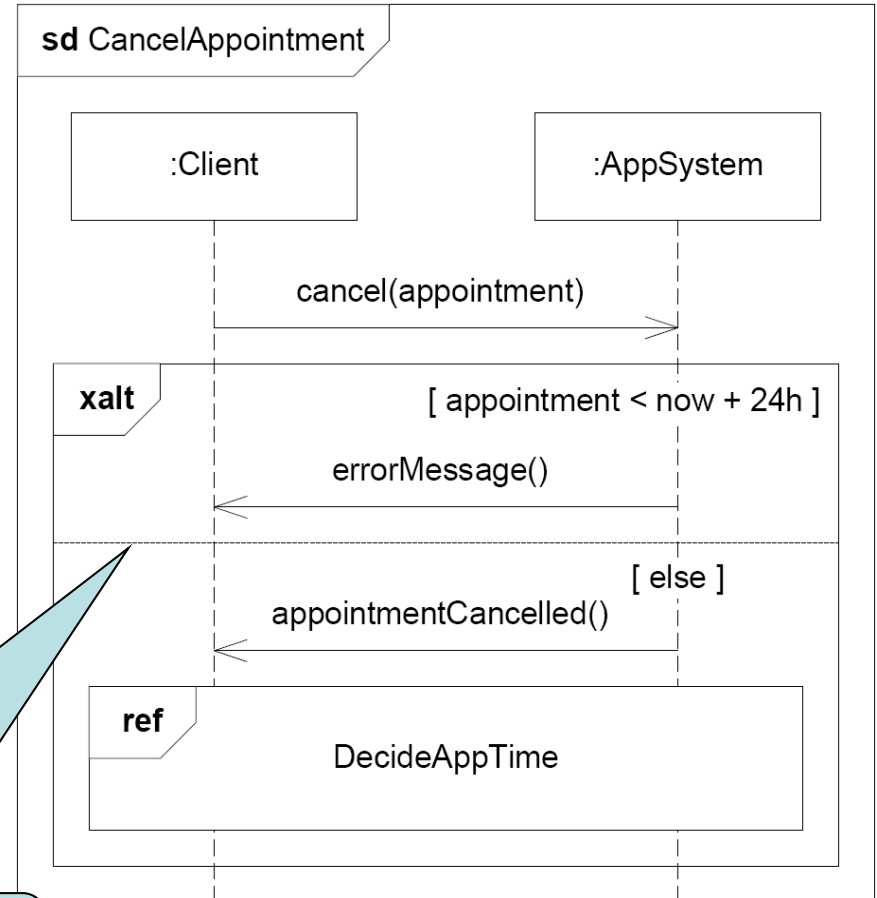 sd CancelAppointment
:Client
:AppSystem
cancel(appointment)
xalt
[ appointment < now + 24h ]
errorMessage()
[ else ]
appointmentCancelled()
ref
DecideAppTime